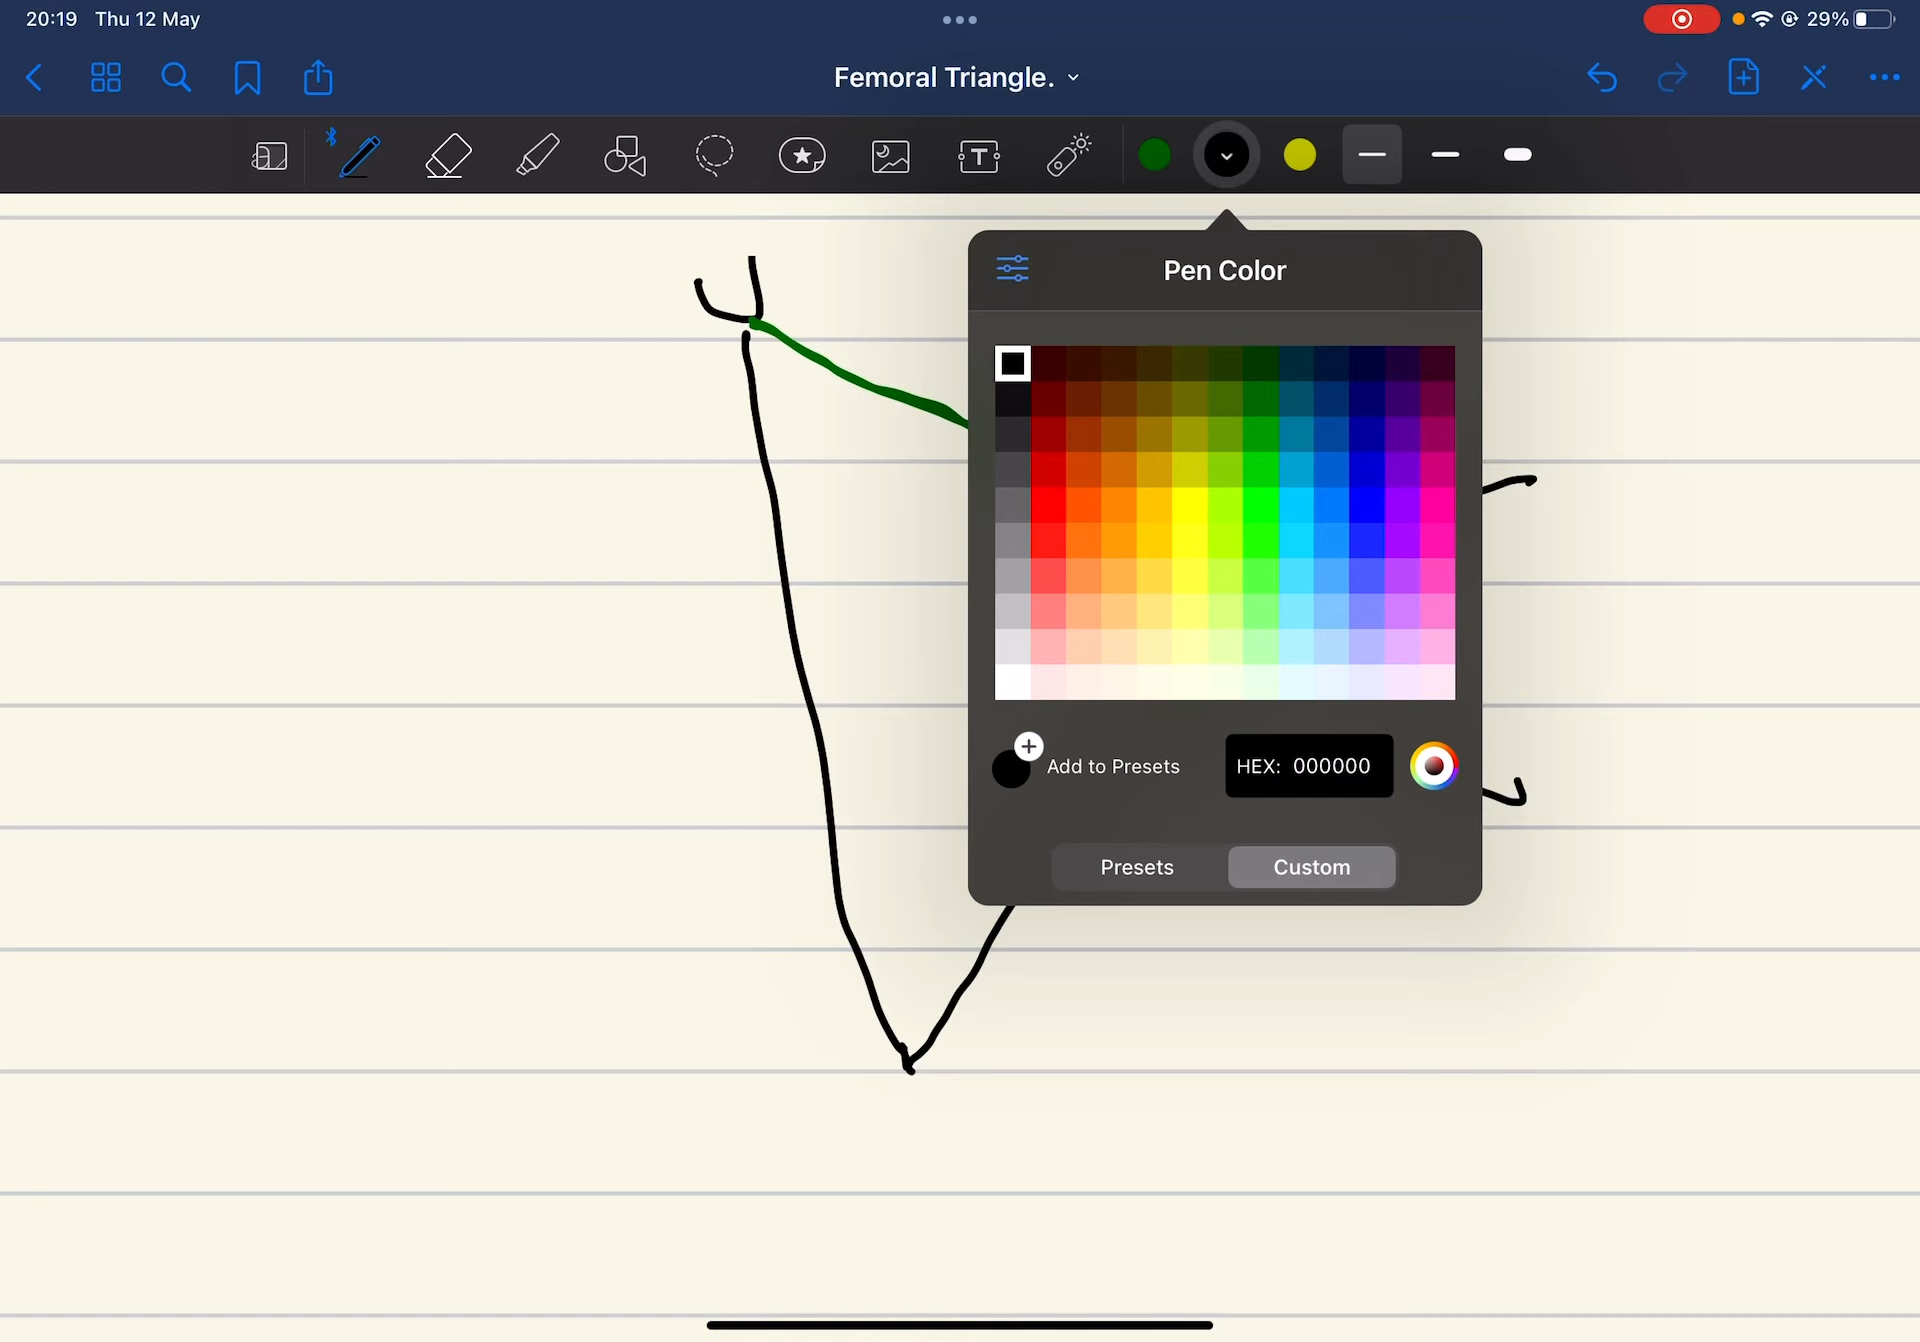 20:19 Thu 12 May
29%
Femoral Triangle.
T
Pen Color
Add to Presets
HEX: 000000
Presets
Custom